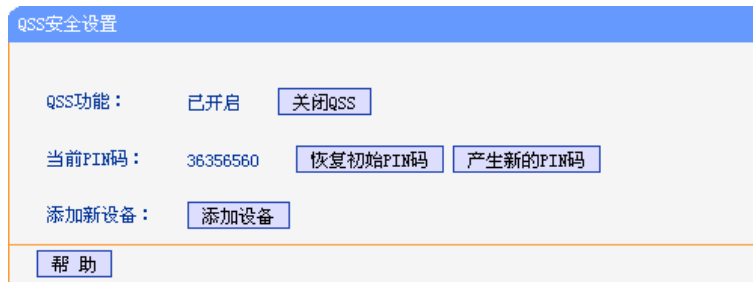 QSS安全设置
QSS功能： 已开启 关闭QSS
当前PIN码： 36356560 恢复初始PIN码 产生新的PIN码
添加新设备： 添加设备
帮 助